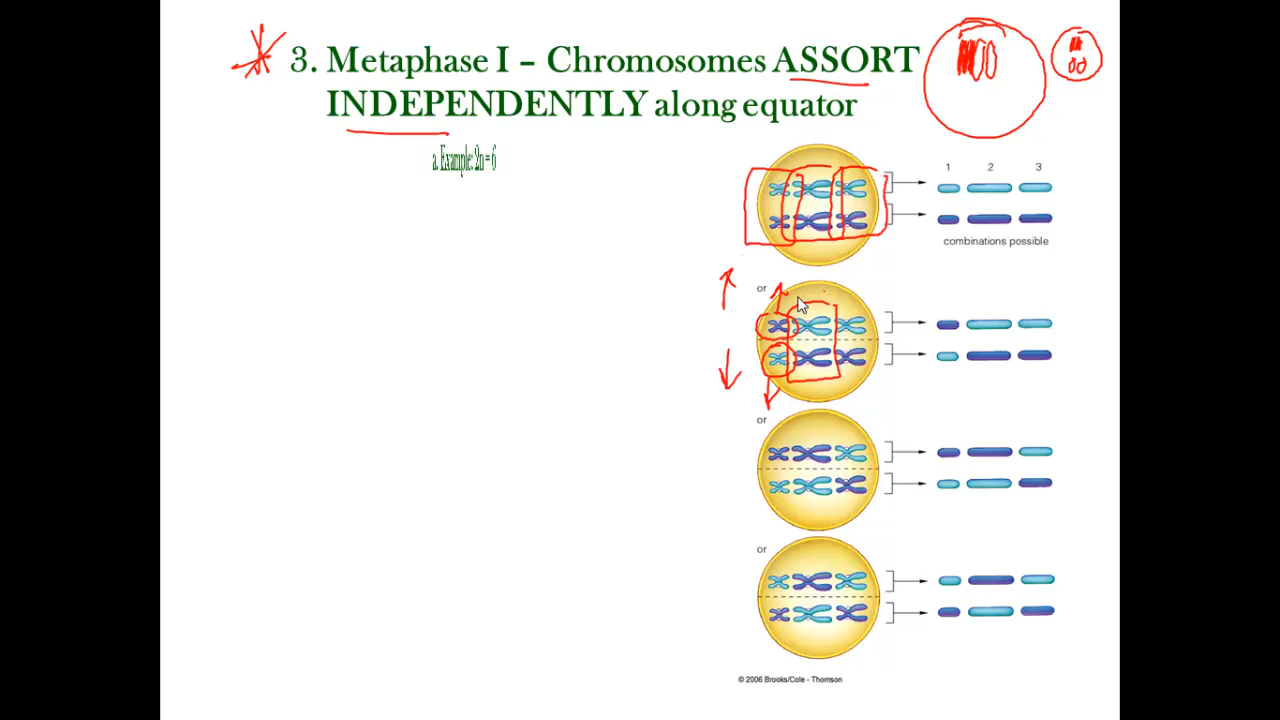 3. Metaphase I – Chromosomes ASSORT
INDEPENDENTLY along equator
a. Example: 2n = 6
1 2 3
combinations possible
or
or
or
© 2006 Brooks/Cole - Thomson